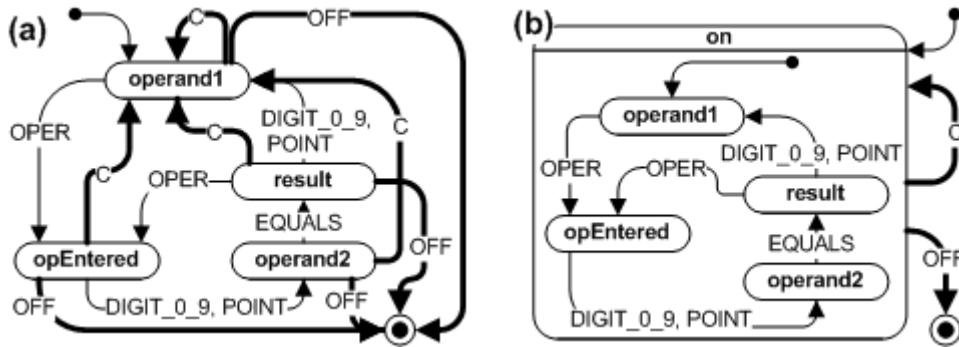 (a)
C
OFF
operand1
OPER
DIGIT_0_9,
POINT
C
C
C
OPER
result
EQUALS
opEntered
operand2
OFF
OFF
DIGIT_0_9, POINT
OFF
(b)
on
operand1
C
OPER
DIGIT_0_9, POINT
OPER
result
opEntered
EQUALS
operand2
OFF
DIGIT_0_9, POINT